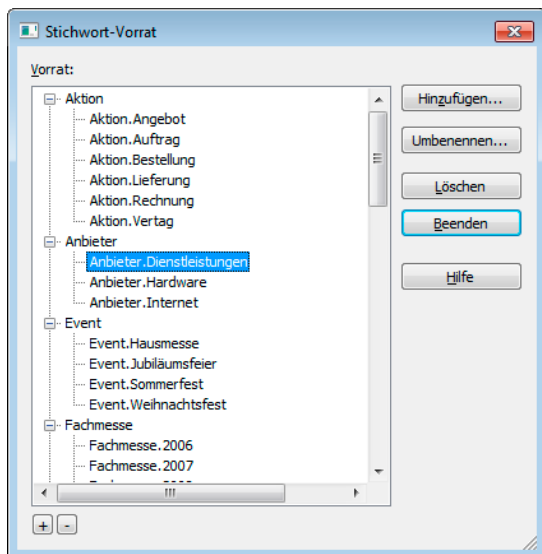 Stichwort-Vorrat
Vorrat:
Aktion
Aktion.Angebot
Aktion.Auftrag
Aktion.Bestellung
Aktion.Lieferung
Aktion.Rechnung
Aktion.Vertag
Anbieter
Anbieter.Dienstleistungen
Anbieter.Hardware
Anbieter.Internet
Event
Event.Hausmesse
Event.Jubiläumsfeier
Event.Sommerfest
Event.Weihnachtsfest
Fachmesse
Fachmesse.2006
Fachmesse.2007
Hinzufügen...
Umbenennen...
Löschen
Beenden
Hilfe
+ -